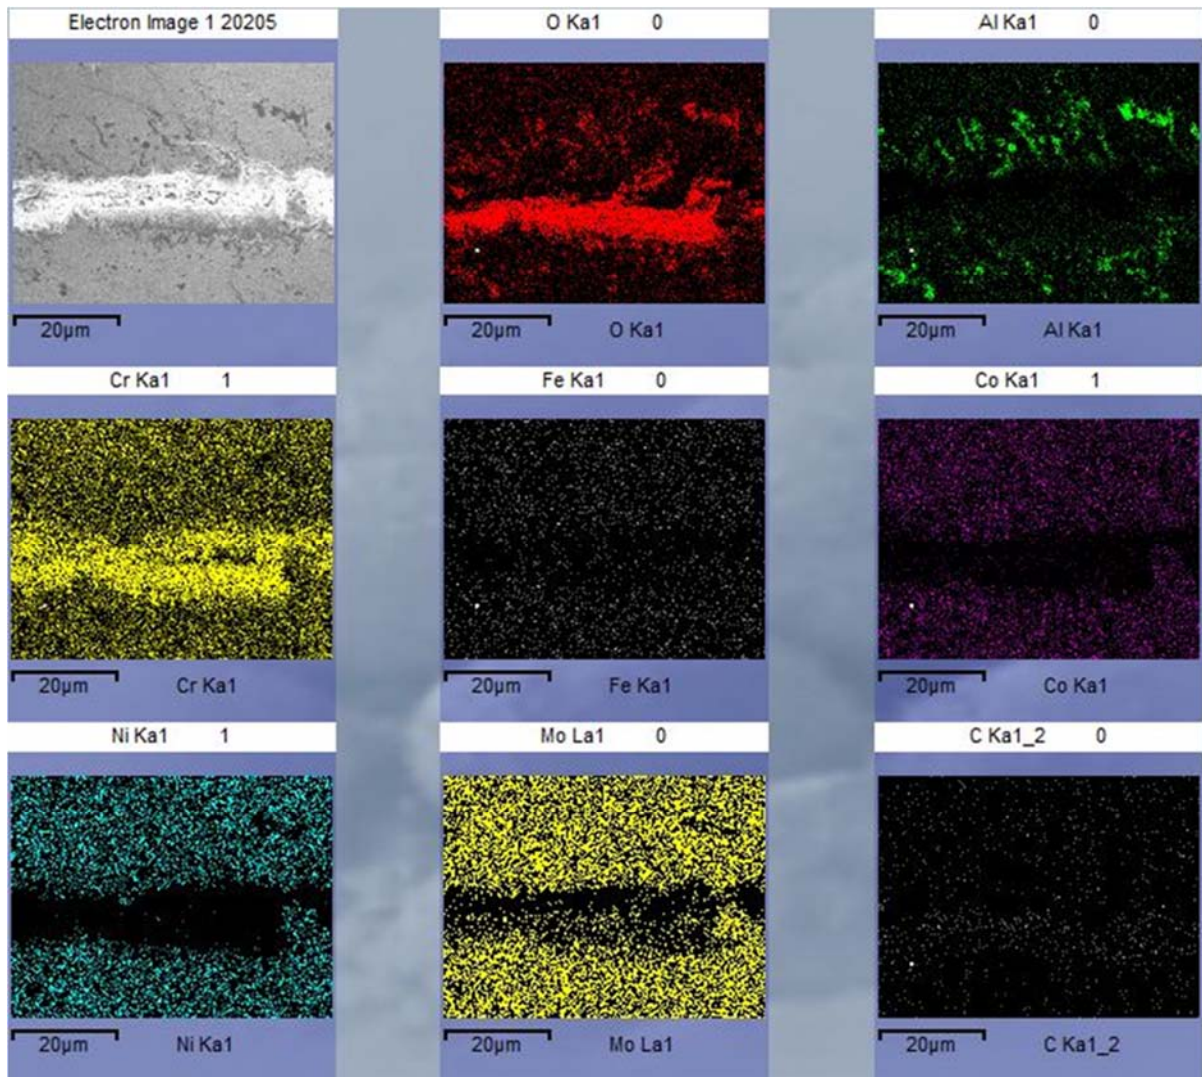 Electron Image 1 20205
O Ka1 0
Al Ka1 0
20µm
20µm O Ka1
20µm Al Ka1
Cr Ka1 1
Fe Ka1 0
Co Ka1 1
20µm Cr Ka1
20µm Fe Ka1
20µm Co Ka1
Ni Ka1 1
Mo La1 0
C Ka1_2 0
20µm Ni Ka1
20µm Mo La1
20µm C Ka1_2